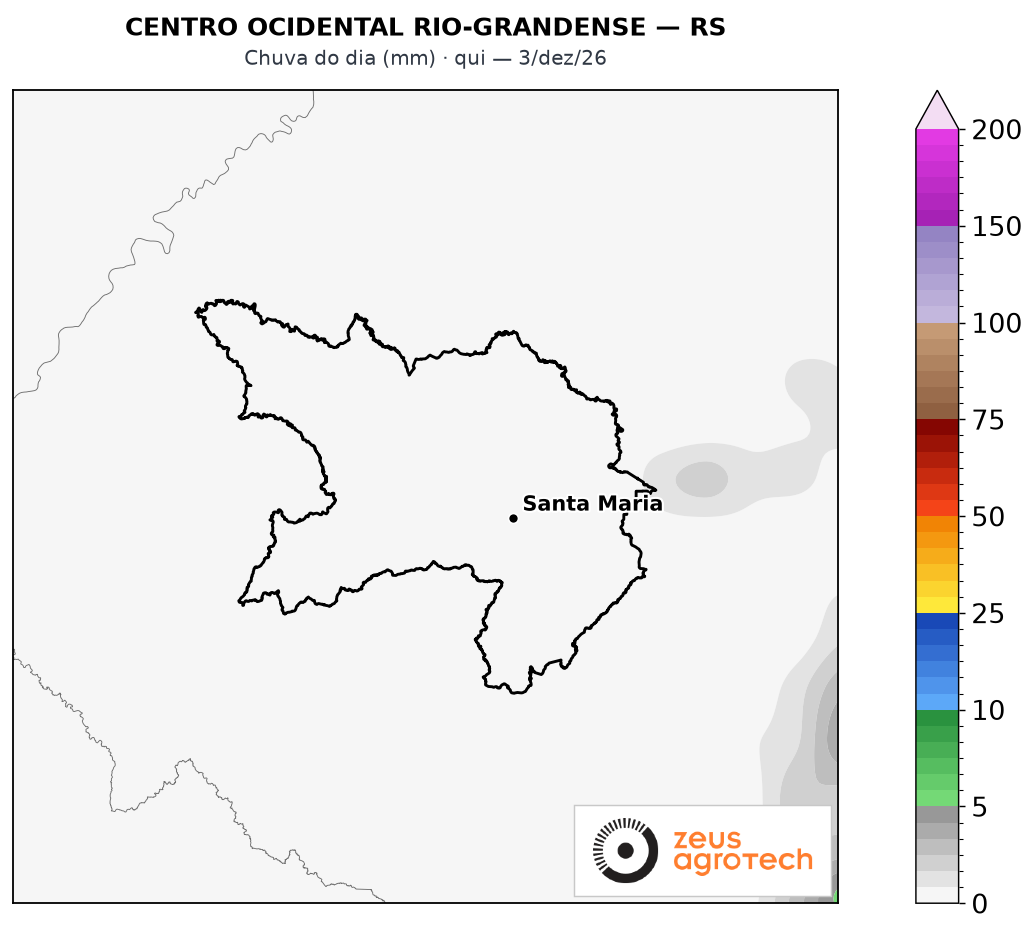 CENTRO OCIDENTAL RIO-GRANDENSE — RS
Chuva do dia (mm) · qui — 3/dez/26
200
150
100
75
50
25
10
5
0
Santa Maria
zeus
agrotech